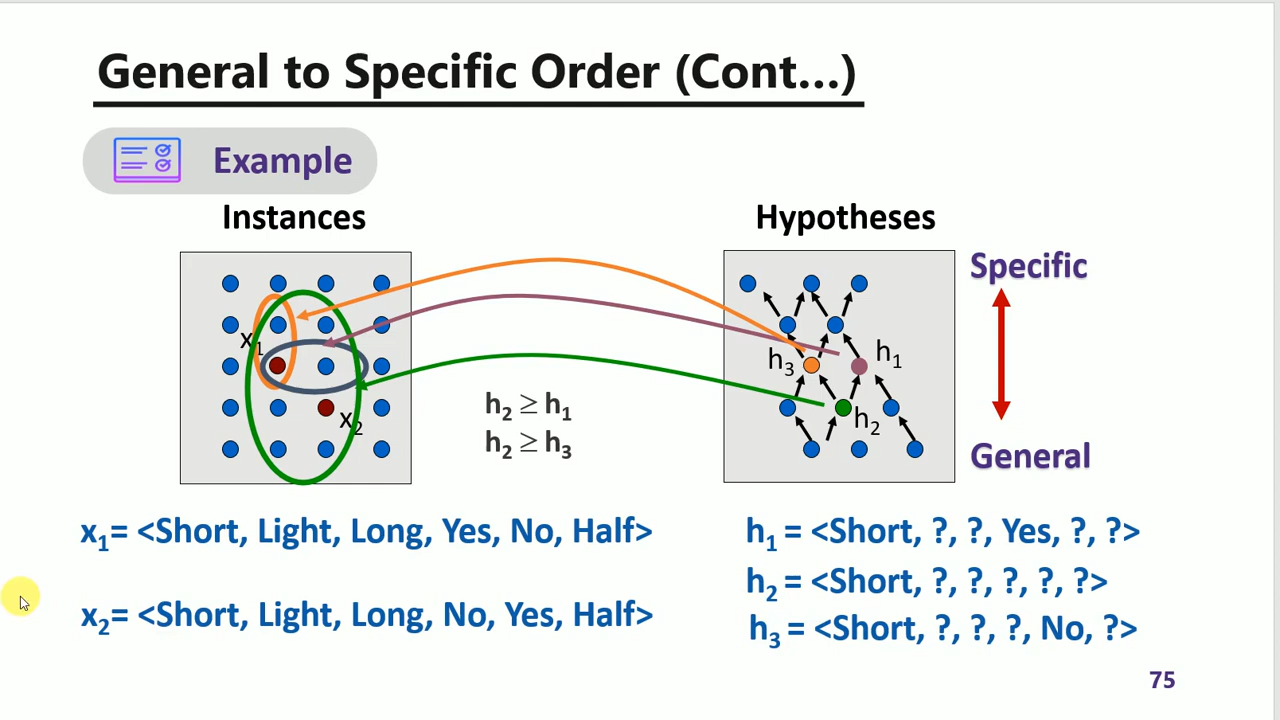 General to Specific Order (Cont...)
Example
Instances
Hypotheses
Specific
x₁
h₃
h₁
h₂ ≥ h₁
x₂
h₂
h₂ ≥ h₃
General
x₁= <Short, Light, Long, Yes, No, Half>
h₁ = <Short, ?, ?, Yes, ?, ?>
h₂ = <Short, ?, ?, ?, ?, ?>
x₂= <Short, Light, Long, No, Yes, Half>
h₃ = <Short, ?, ?, ?, No, ?>
75